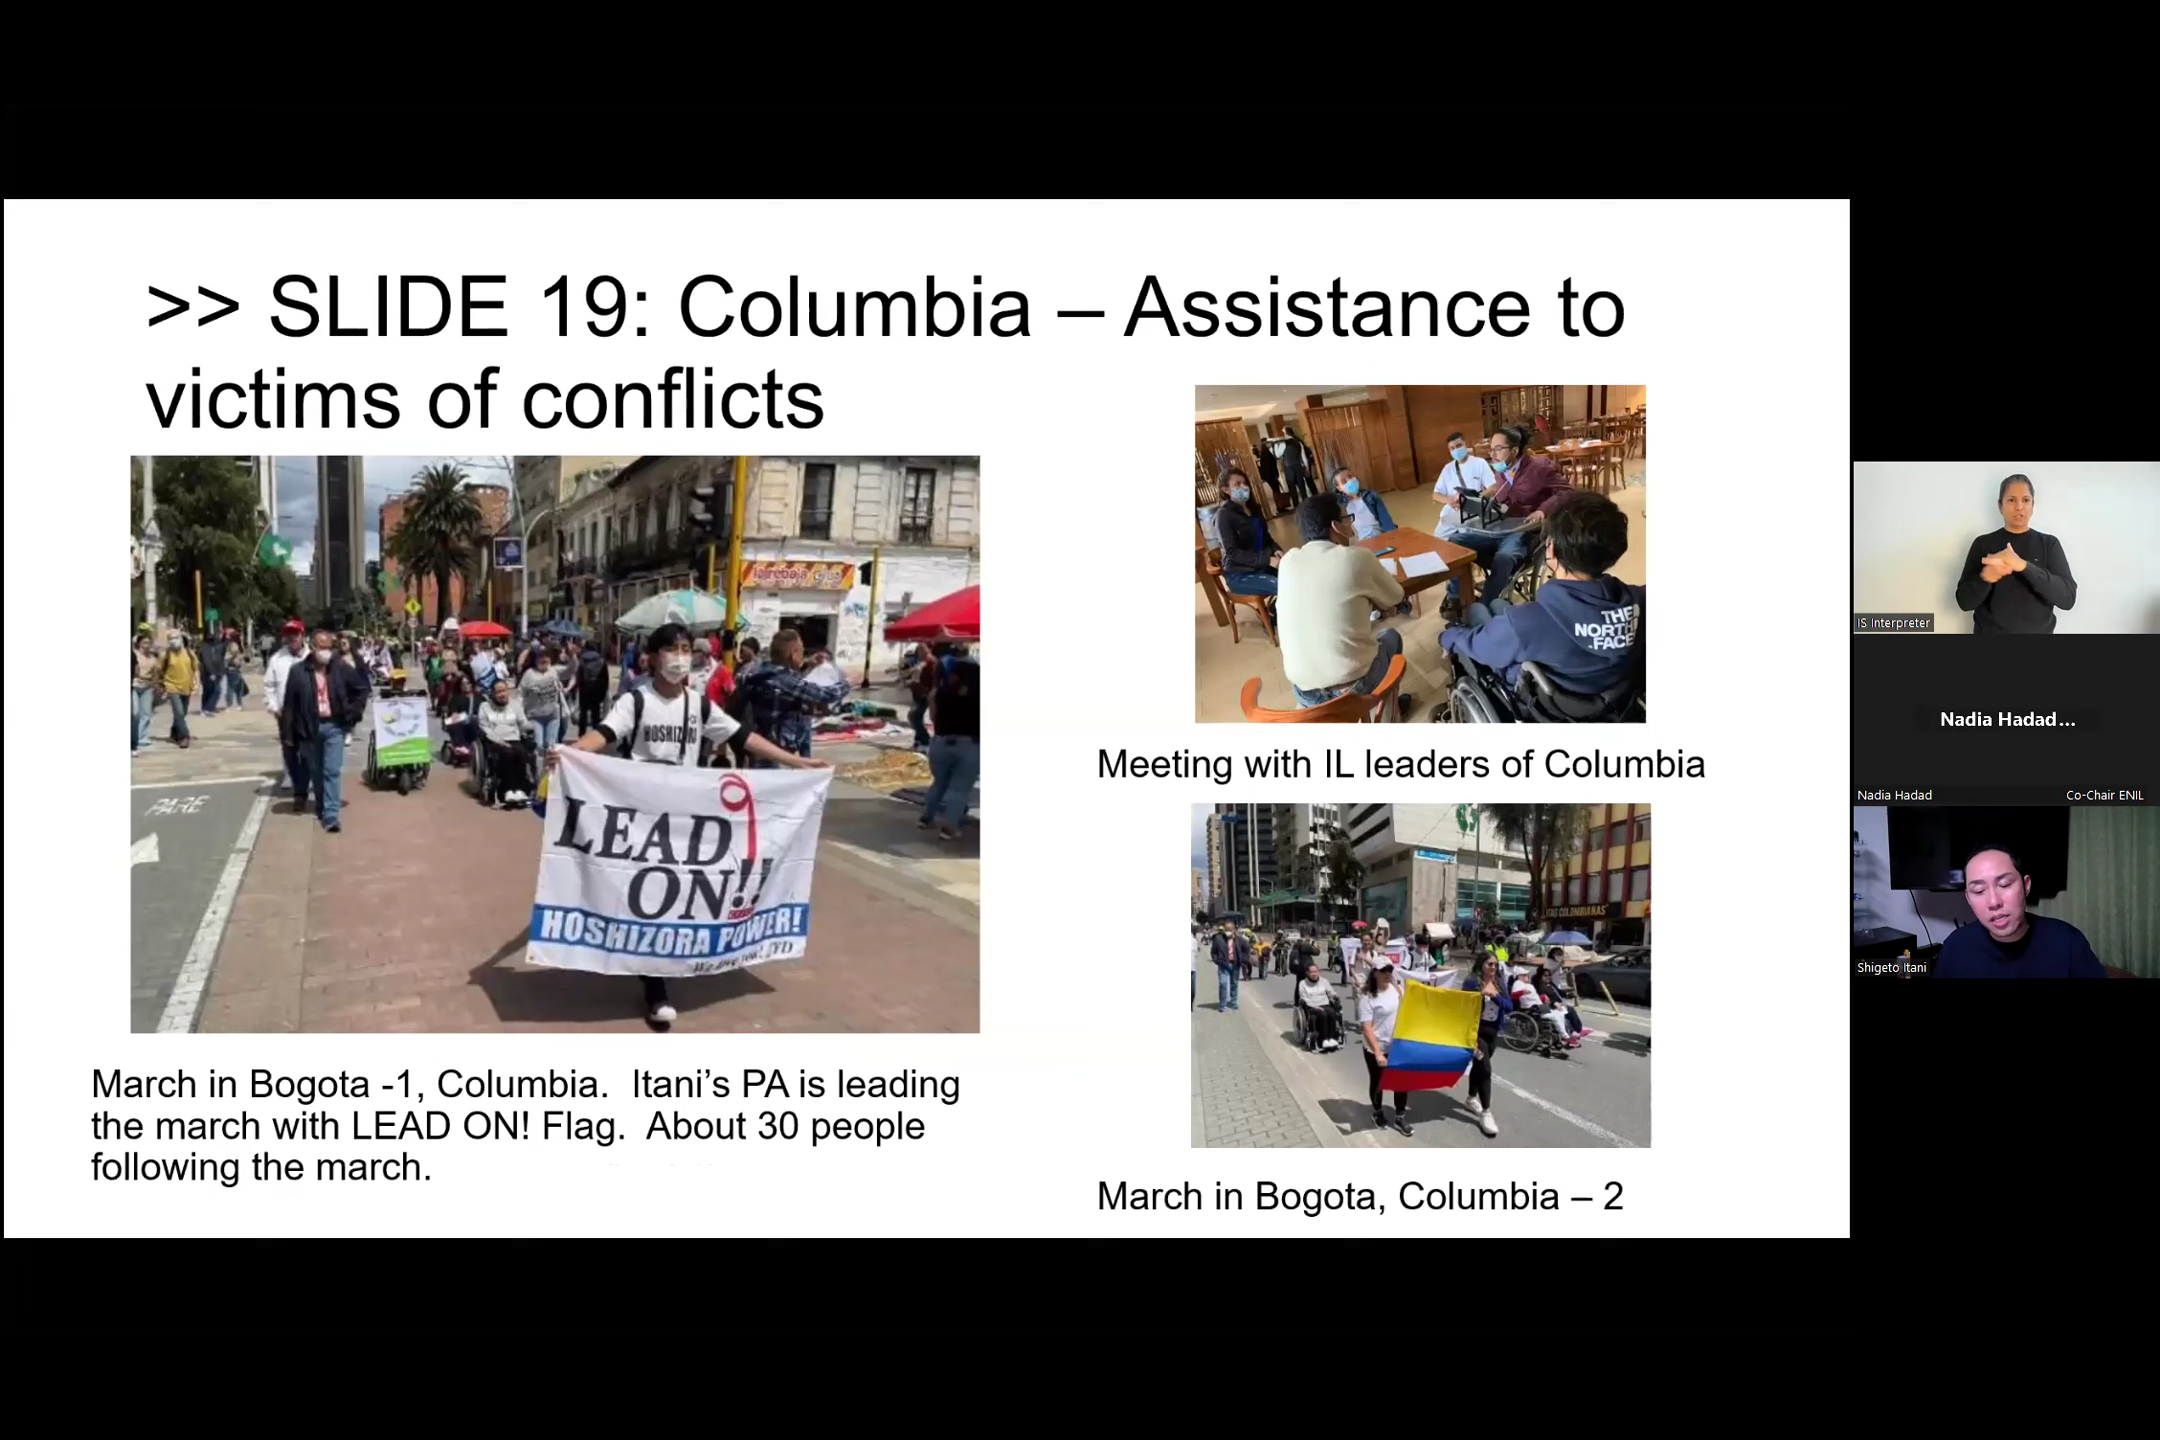 >> SLIDE 19: Columbia – Assistance to
victims of conflicts
PARE
HOSHIZ
LEAD
ON!!
HOSHIZORA POWER!
March in Bogota -1, Columbia.  Itani’s PA is leading
the march with LEAD ON! Flag.  About 30 people
following the march.
THE
NORTH
FACE
Meeting with IL leaders of Columbia
March in Bogota, Columbia – 2
IS Interpreter
Nadia Hadad...
Nadia Hadad
Co-Chair ENIL
Shigeto Itani